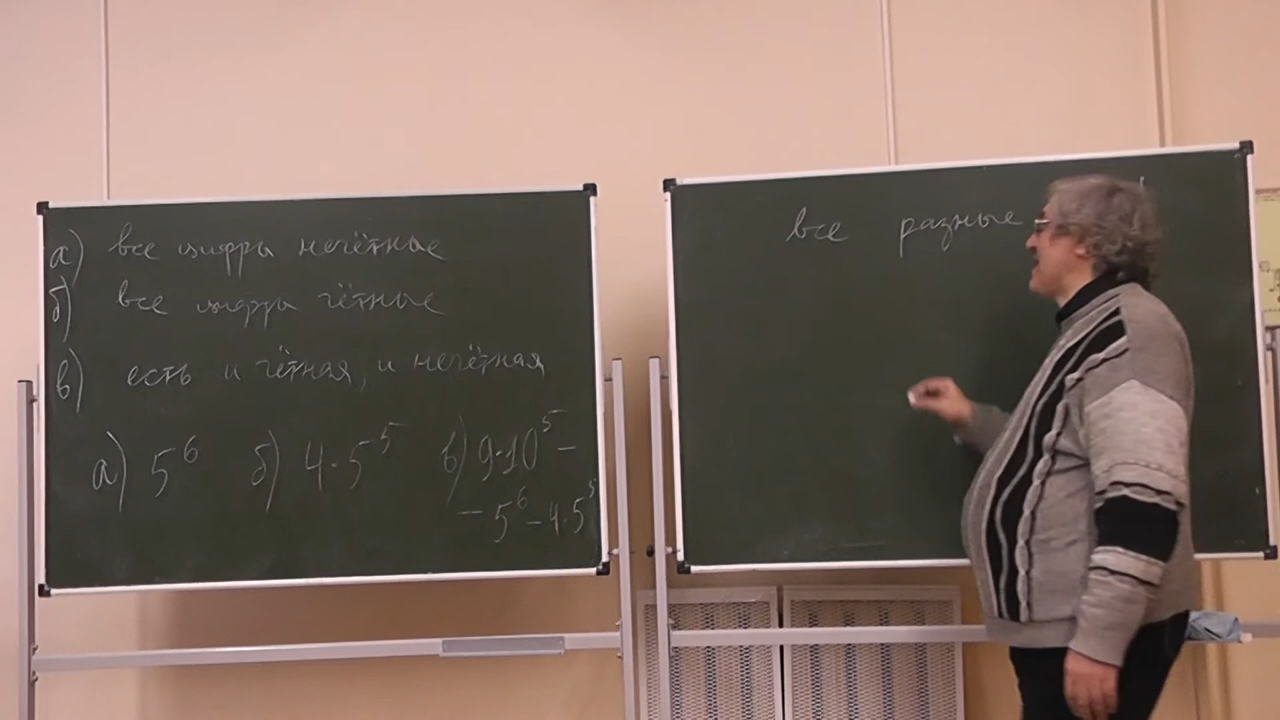 а) все цифры нечётные
б) все цифры чётные
в) есть и чётная, и нечётная
а) 5⁶ б) 4·5⁵ в) 9·10⁵ –
– 5⁶ – 4·5⁵
все разные